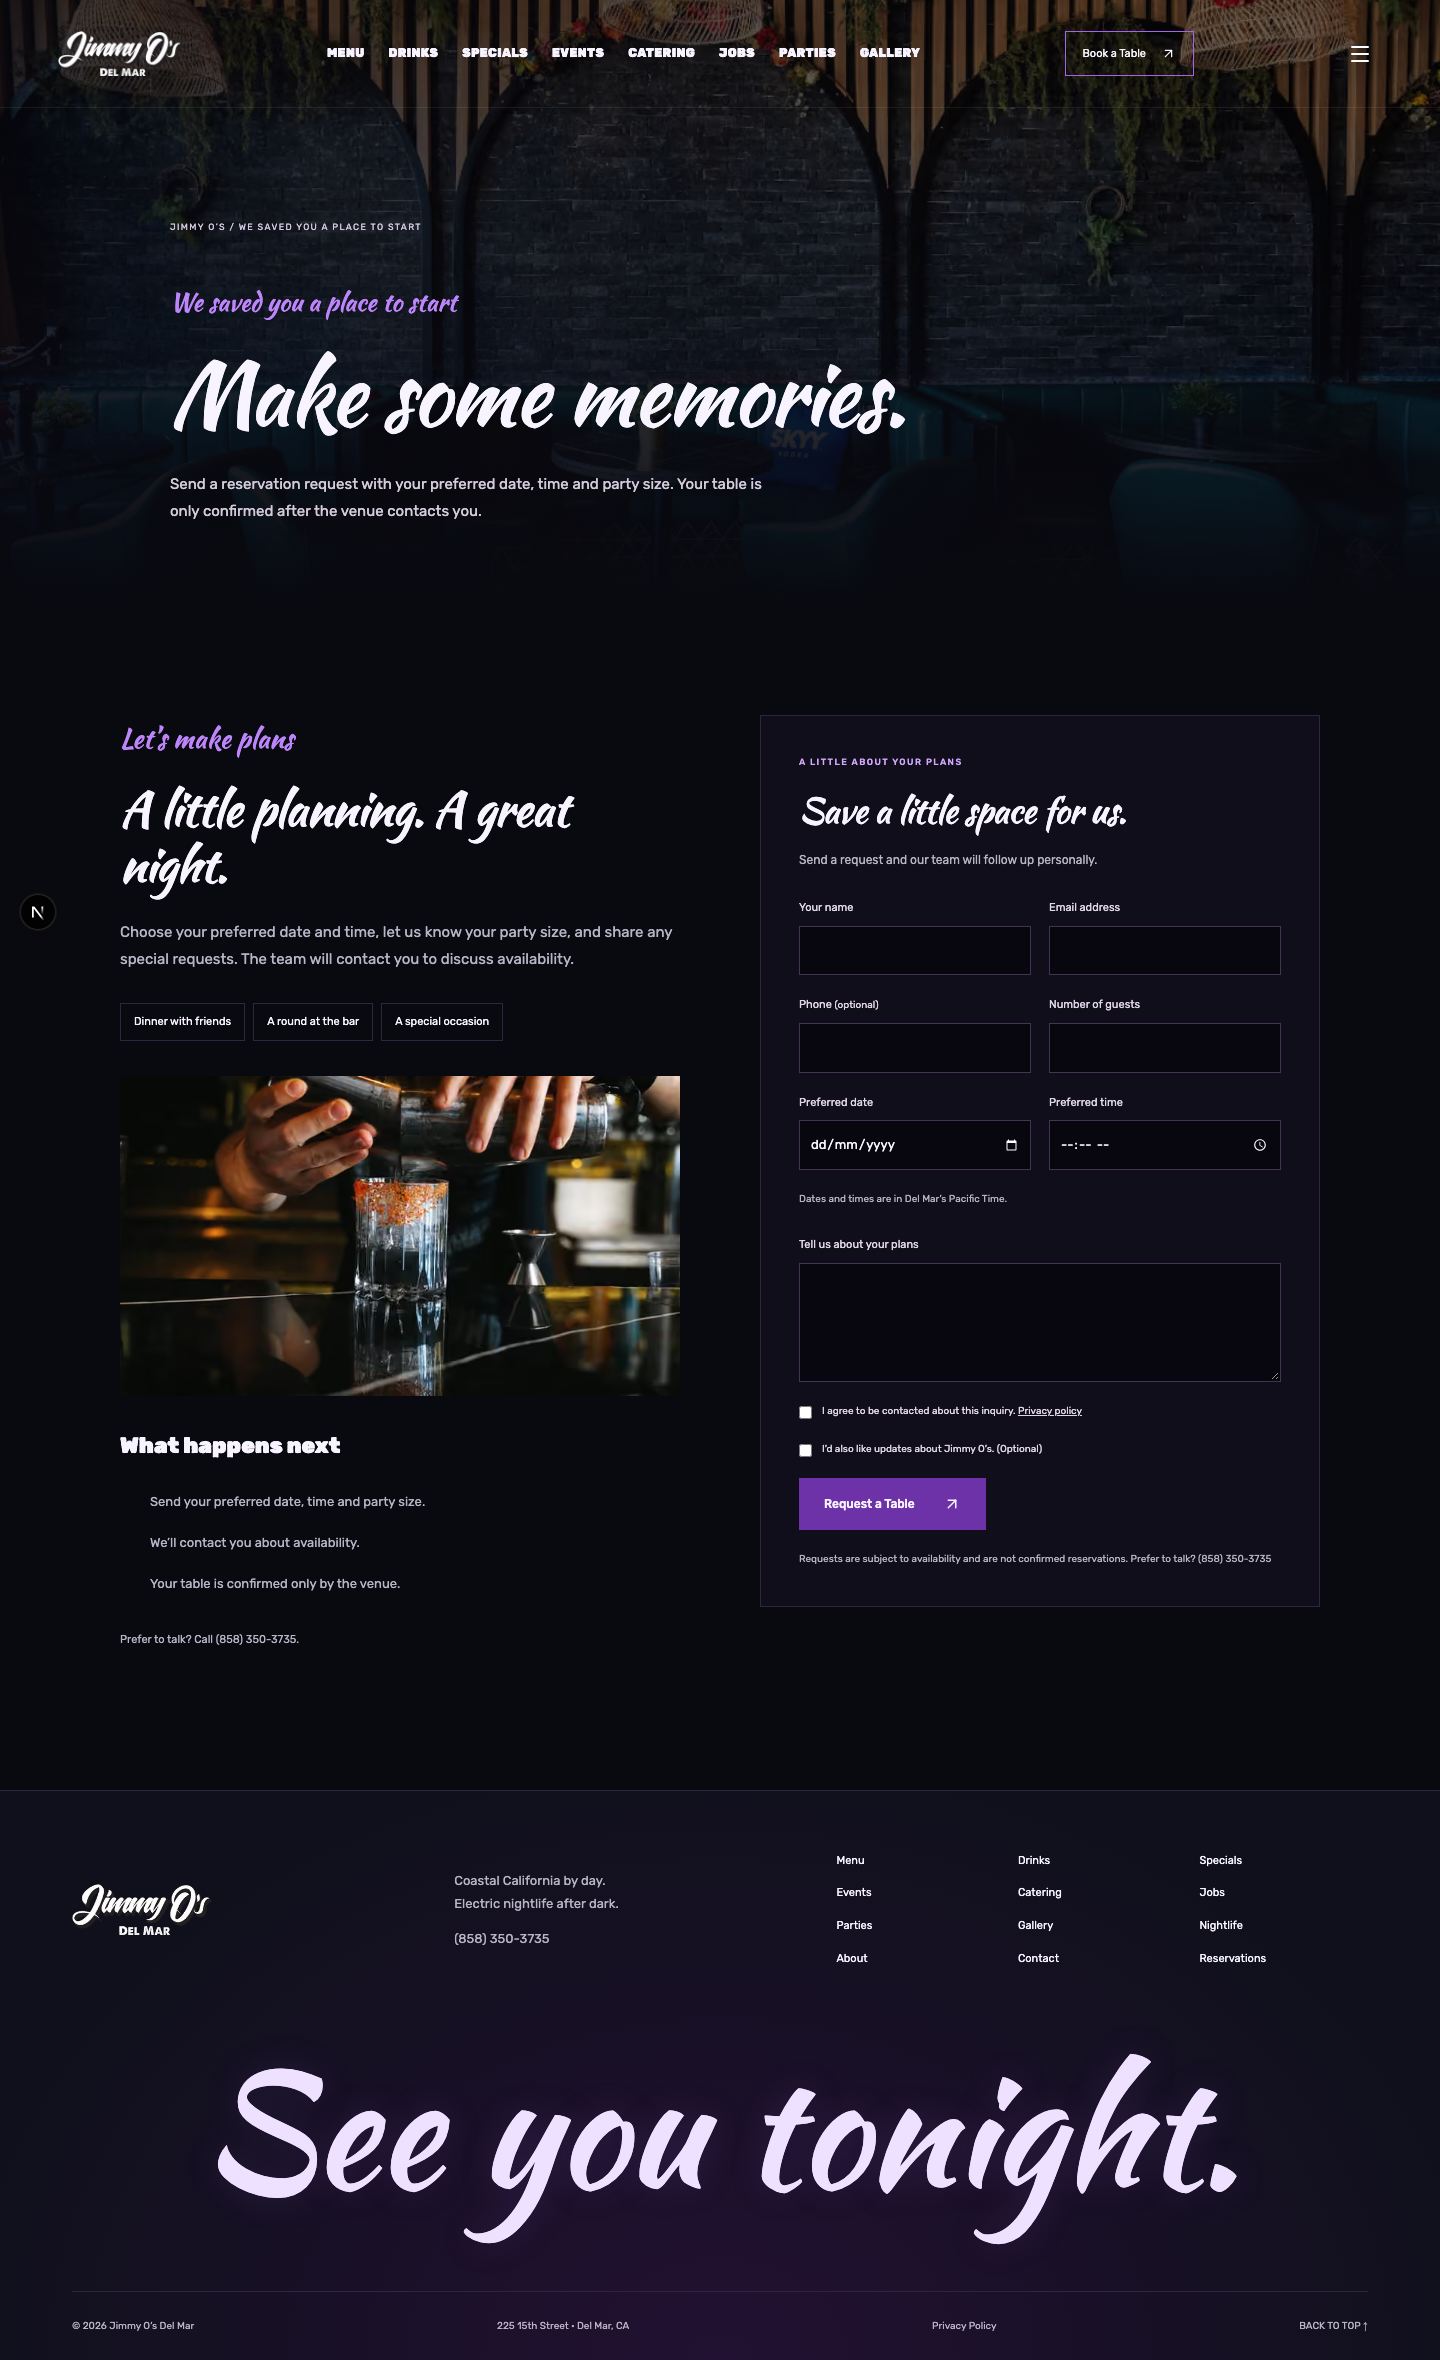 Jimmy O's
DEL MAR
MENU DRINKS SPECIALS EVENTS CATERING JOBS PARTIES GALLERY
Book a Table
JIMMY O'S / WE SAVED YOU A PLACE TO START
We saved you a place to start
Make some memories.
SKYY
VODKA
Send a reservation request with your preferred date, time and party size. Your table is
only confirmed after the venue contacts you.
Let's make plans
A little planning. A great
night.
Choose your preferred date and time, let us know your party size, and share any
special requests. The team will contact you to discuss availability.
Dinner with friends
A round at the bar
A special occasion
What happens next
Send your preferred date, time and party size.
We'll contact you about availability.
Your table is confirmed only by the venue.
Prefer to talk? Call (858) 350-3735.
N
A LITTLE ABOUT YOUR PLANS
Save a little space for us.
Send a request and our team will follow up personally.
Your name
Email address
Phone (optional)
Number of guests
Preferred date
Preferred time
dd/mm/yyyy
--:-- --
Dates and times are in Del Mar's Pacific Time.
Tell us about your plans
I agree to be contacted about this inquiry. Privacy policy
I'd also like updates about Jimmy O's. (Optional)
Request a Table
Requests are subject to availability and are not confirmed reservations. Prefer to talk? (858) 350-3735
Jimmy O's
DEL MAR
Coastal California by day.
Electric nightlife after dark.
(858) 350-3735
Menu Drinks Specials
Events Catering Jobs
Parties Gallery Nightlife
About Contact Reservations
See you tonight.
© 2026 Jimmy O's Del Mar
225 15th Street • Del Mar, CA
Privacy Policy
BACK TO TOP ↑